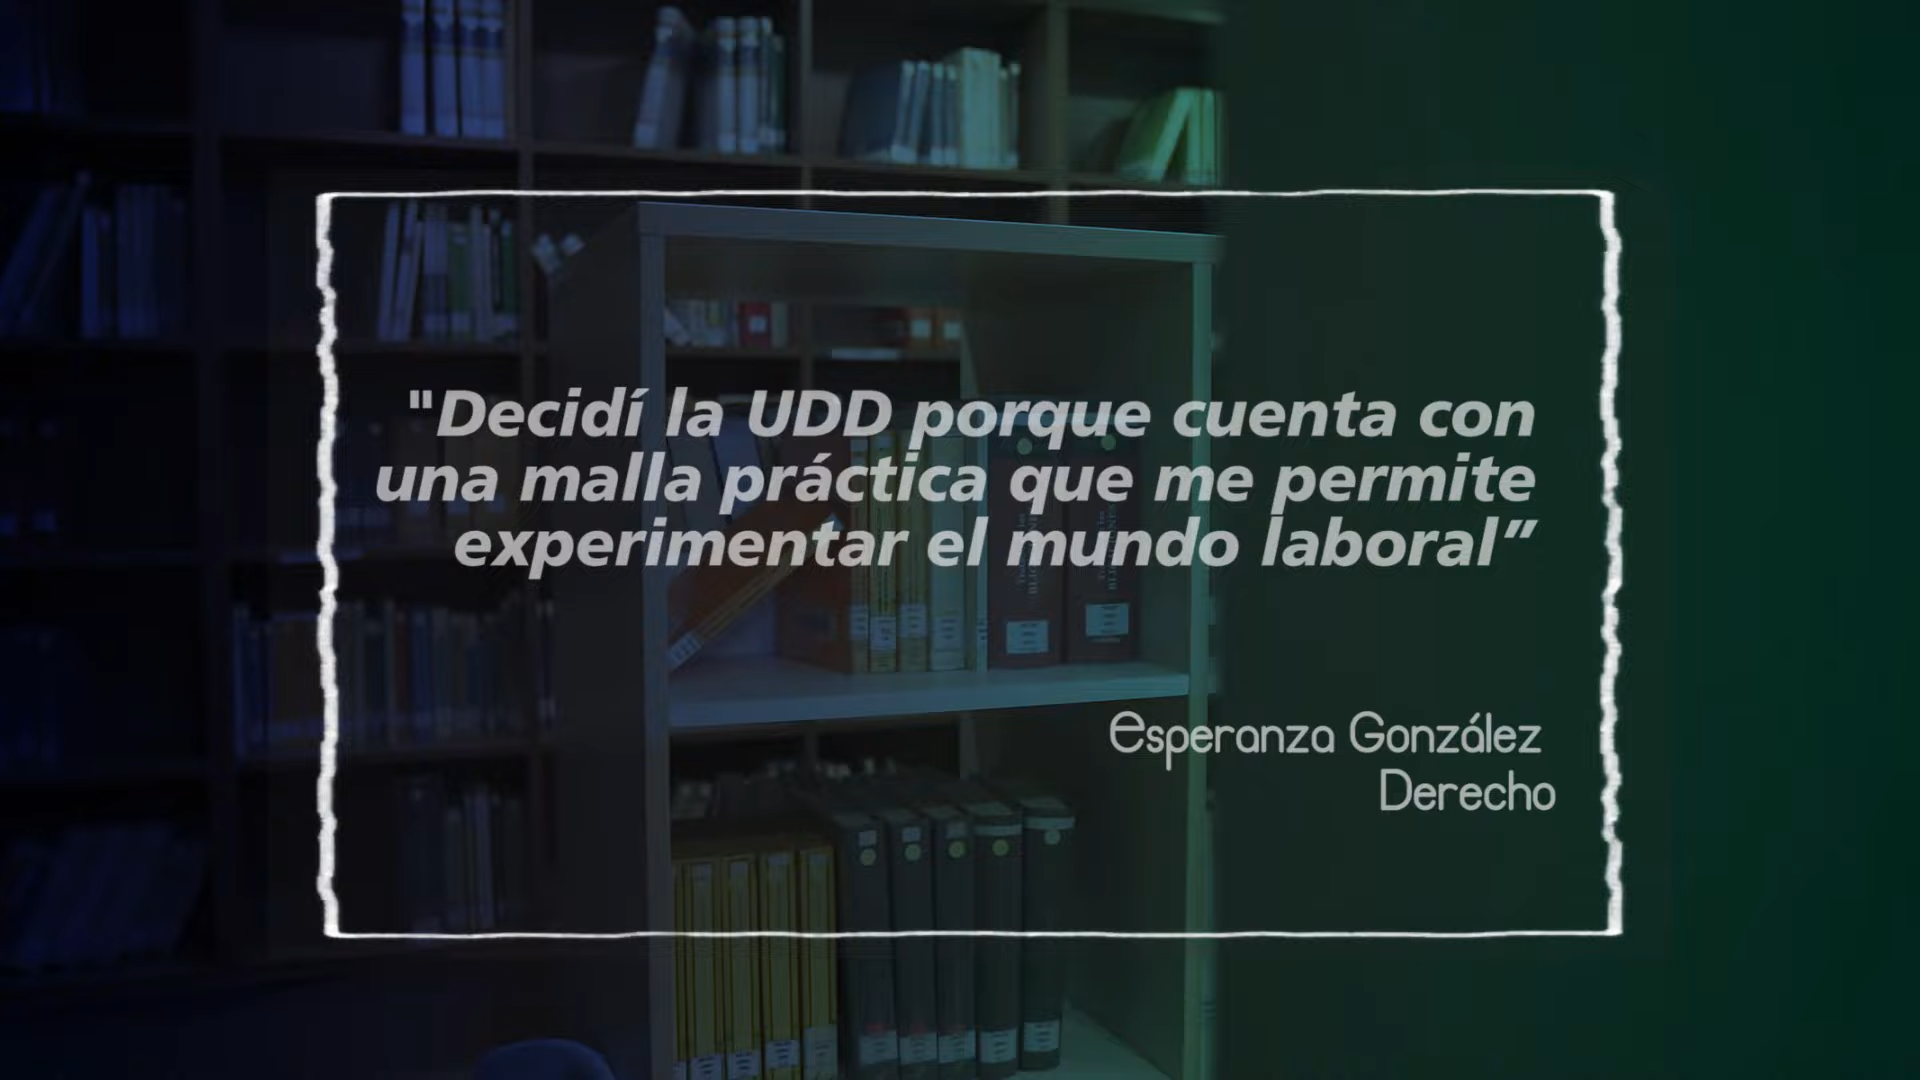 "Decidí la UDD porque cuenta con
una malla práctica que me permite
experimentar el mundo laboral”
Esperanza González
Derecho